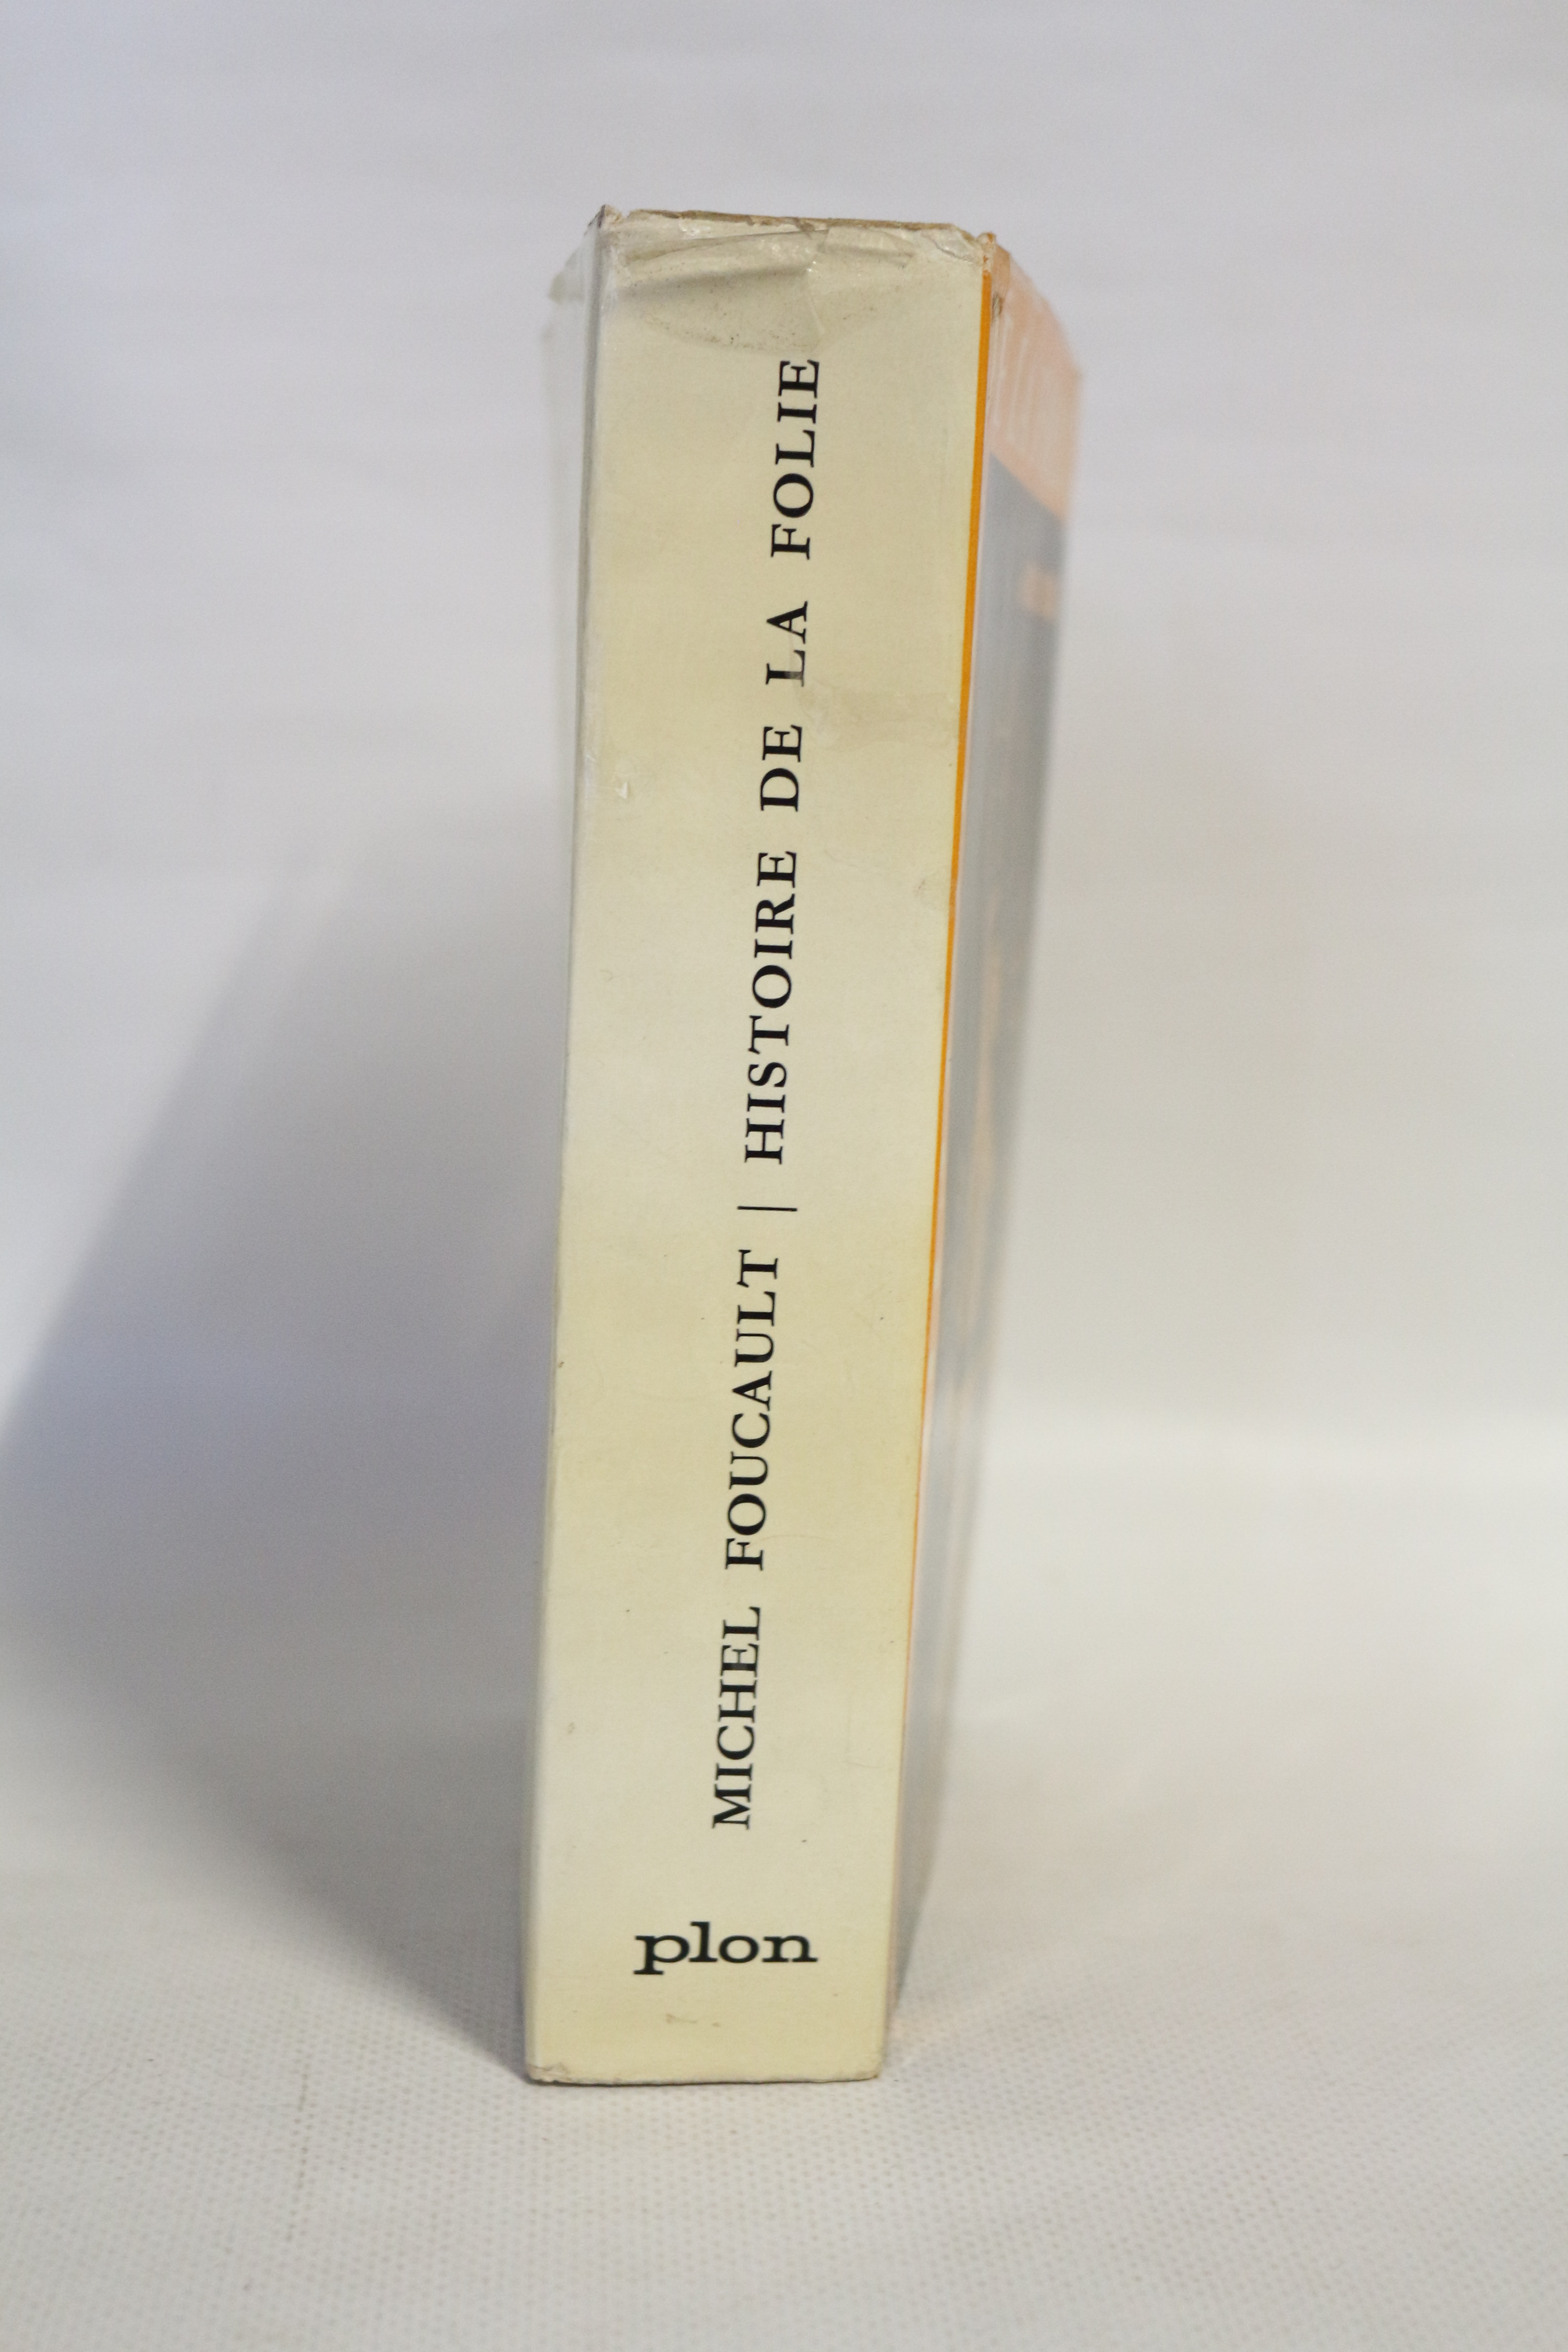 MICHEL FOUCAULT | HISTOIRE DE LA FOLIE
plon